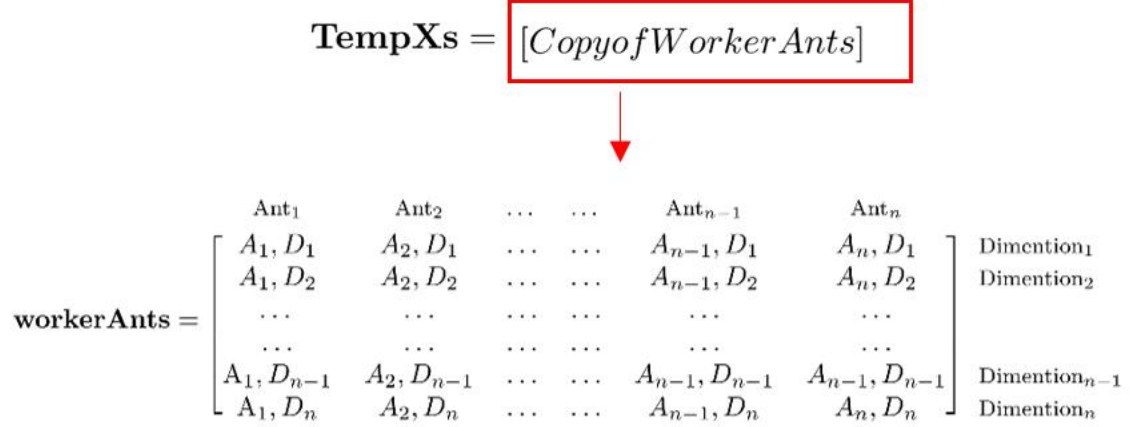 TempXs = [CopyofWorkerAnts]
Ant₁ Ant₂ ... ... Antₙ₋₁ Antₙ
A₁, D₁ A₂, D₁ ... ... Aₙ₋₁, D₁ Aₙ, D₁ Dimention₁
A₁, D₂ A₂, D₂ ... ... Aₙ₋₁, D₂ Aₙ, D₂ Dimention₂
workerAnts =
... ... ... ... ... ...
... ... ... ... ... ...
A₁, Dₙ₋₁ A₂, Dₙ₋₁ ... ... Aₙ₋₁, Dₙ₋₁ Aₙ₋₁, Dₙ₋₁ Dimentionₙ₋₁
A₁, Dₙ A₂, Dₙ ... ... Aₙ₋₁, Dₙ Aₙ, Dₙ Dimentionₙ